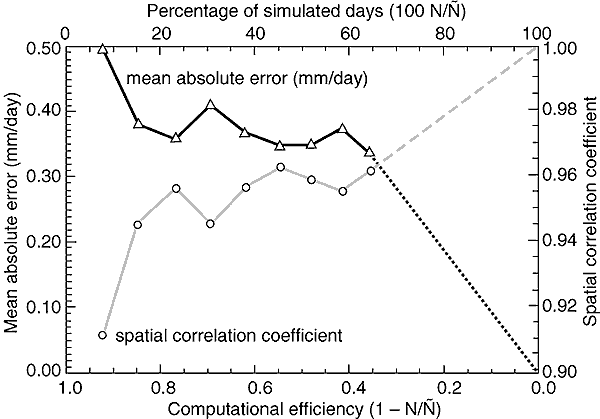 Percentage of simulated days (100 N/Ñ)
0 20 40 60 80 100
0.50 1.00
mean absolute error (mm/day)
0.40 0.98
0.30 0.96
0.20 0.94
0.10 0.92
spatial correlation coefficient
0.00 0.90
1.0 0.8 0.6 0.4 0.2 0.0
Computational efficiency (1 – N/Ñ)
Mean absolute error (mm/day)
Spatial correlation coefficient